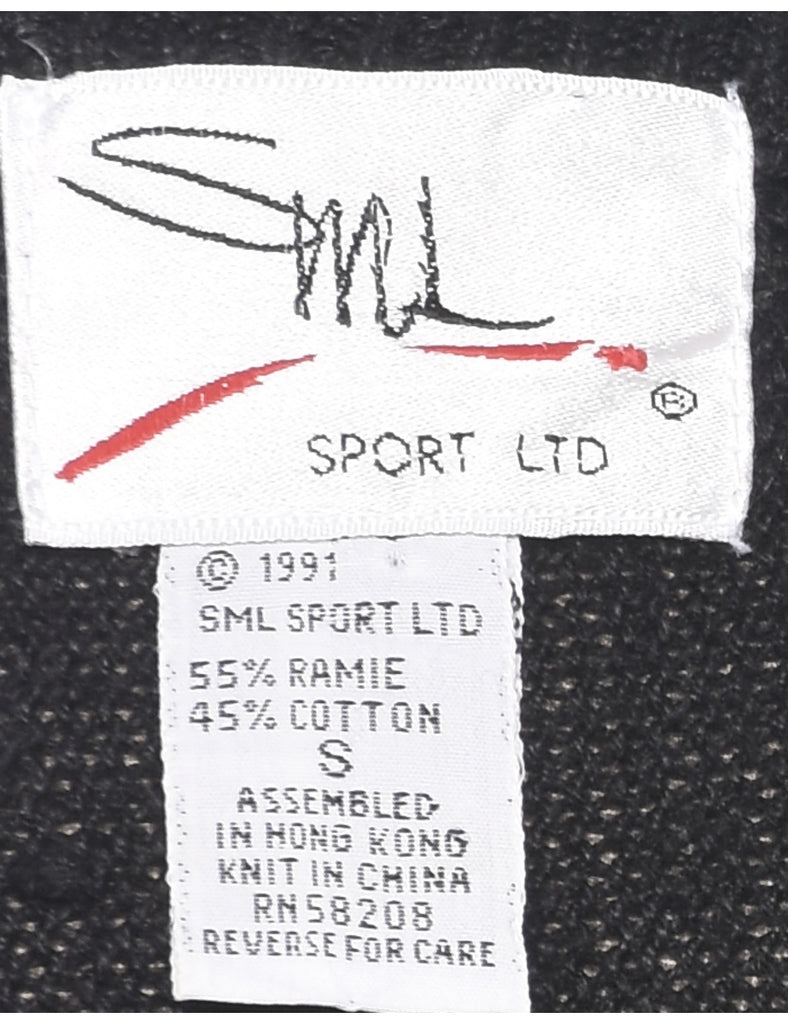 SML
®
SPORT LTD
© 1991
SML SPORT LTD
55% RAMIE
45% COTTON
S
ASSEMBLED
IN HONG KONG
KNIT IN CHINA
RN 58208
REVERSE FOR CARE